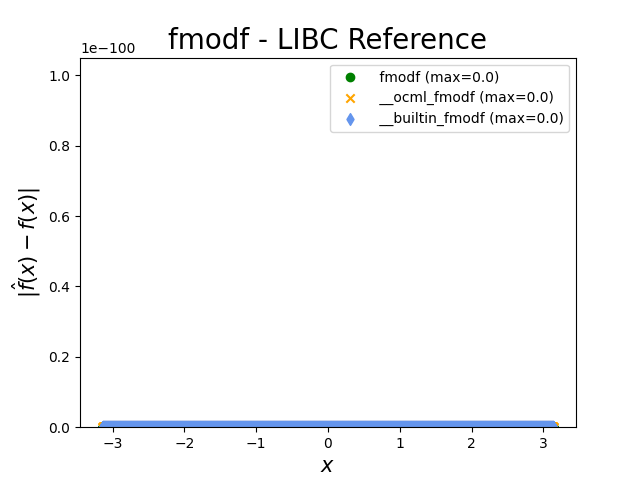 fmodf - LIBC Reference
1e−100
fmodf (max=0.0)
__ocml_fmodf (max=0.0)
__builtin_fmodf (max=0.0)
1.0
0.8
0.6
0.4
0.2
0.0
|f̂(x) − f(x)|
−3
−2
−1
0
1
2
3
x